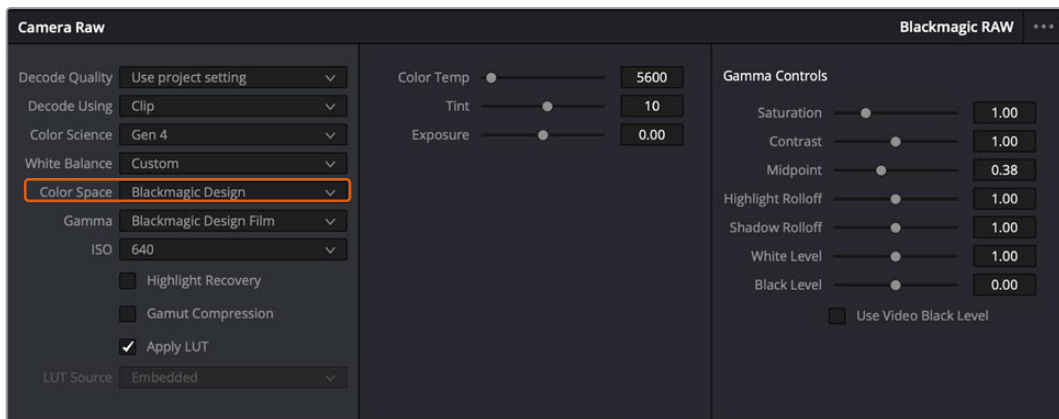 Camera Raw
Blackmagic RAW
Decode Quality Use project setting
Decode Using Clip
Color Science Gen 4
White Balance Custom
Color Space Blackmagic Design
Gamma Blackmagic Design Film
ISO 640
Highlight Recovery
Gamut Compression
Apply LUT
LUT Source Embedded
Color Temp 5600
Tint 10
Exposure 0.00
Gamma Controls
Saturation 1.00
Contrast 1.00
Midpoint 0.38
Highlight Rolloff 1.00
Shadow Rolloff 1.00
White Level 1.00
Black Level 0.00
Use Video Black Level